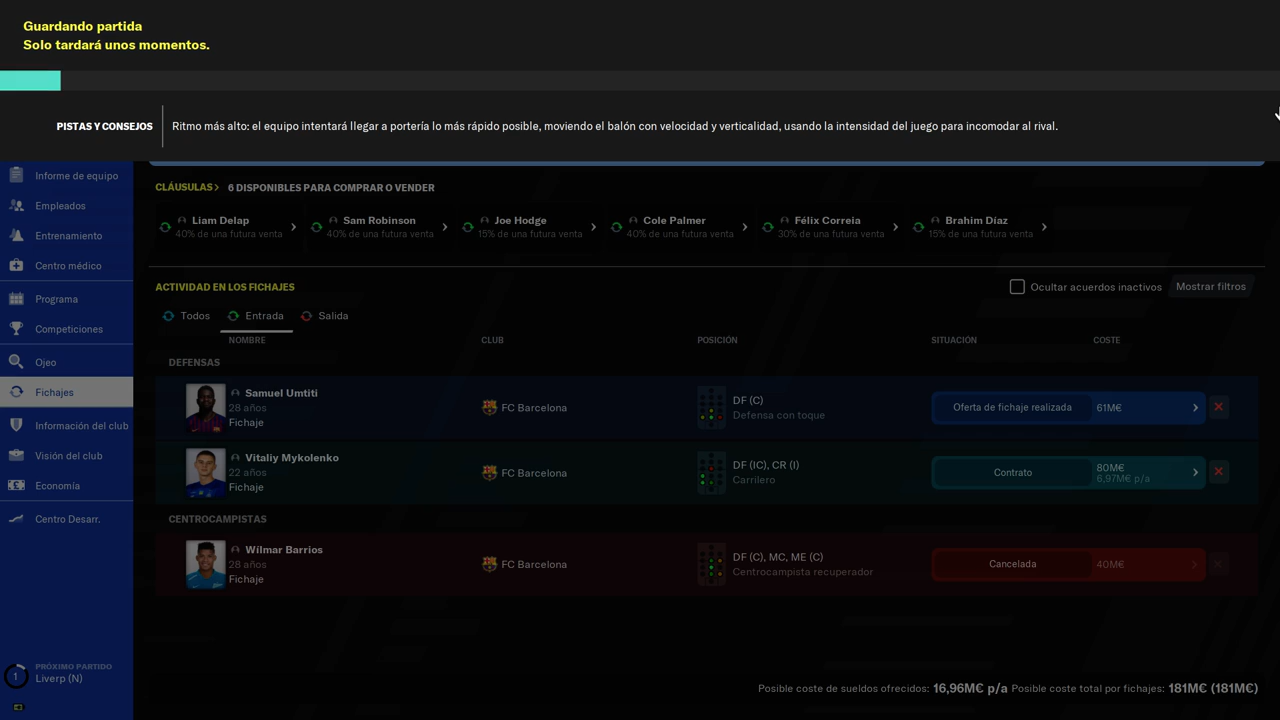 Guardando partida
Solo tardará unos momentos.
PISTAS Y CONSEJOS
Ritmo más alto: el equipo intentará llegar a portería lo más rápido posible, moviendo el balón con velocidad y verticalidad, usando la intensidad del juego para incomodar al rival.
Informe de equipo
Empleados
Entrenamiento
Centro médico
Programa
Competiciones
Ojeo
Fichajes
Información del club
Visión del club
Economía
Centro Desarr.
PRÓXIMO PARTIDO
1
Liverp (N)
CLÁUSULAS > 6 DISPONIBLES PARA COMPRAR O VENDER
Liam Delap
40% de una futura venta
Sam Robinson
40% de una futura venta
Joe Hodge
15% de una futura venta
Cole Palmer
40% de una futura venta
Félix Correia
30% de una futura venta
Brahim Díaz
15% de una futura venta
ACTIVIDAD EN LOS FICHAJES
Ocultar acuerdos inactivos
Mostrar filtros
Todos Entrada Salida
NOMBRE CLUB POSICIÓN SITUACIÓN COSTE
DEFENSAS
Samuel Umtiti
28 años
Fichaje
FC Barcelona
DF (C)
Defensa con toque
Oferta de fichaje realizada
61M€
Vitaliy Mykolenko
22 años
Fichaje
FC Barcelona
DF (IC), CR (I)
Carrilero
Contrato
80M€
6,97M€ p/a
CENTROCAMPISTAS
Wílmar Barrios
28 años
Fichaje
FC Barcelona
DF (C), MC, ME (C)
Centrocampista recuperador
Cancelada
40M€
Posible coste de sueldos ofrecidos: 16,96M€ p/a Posible coste total por fichajes: 181M€ (181M€)